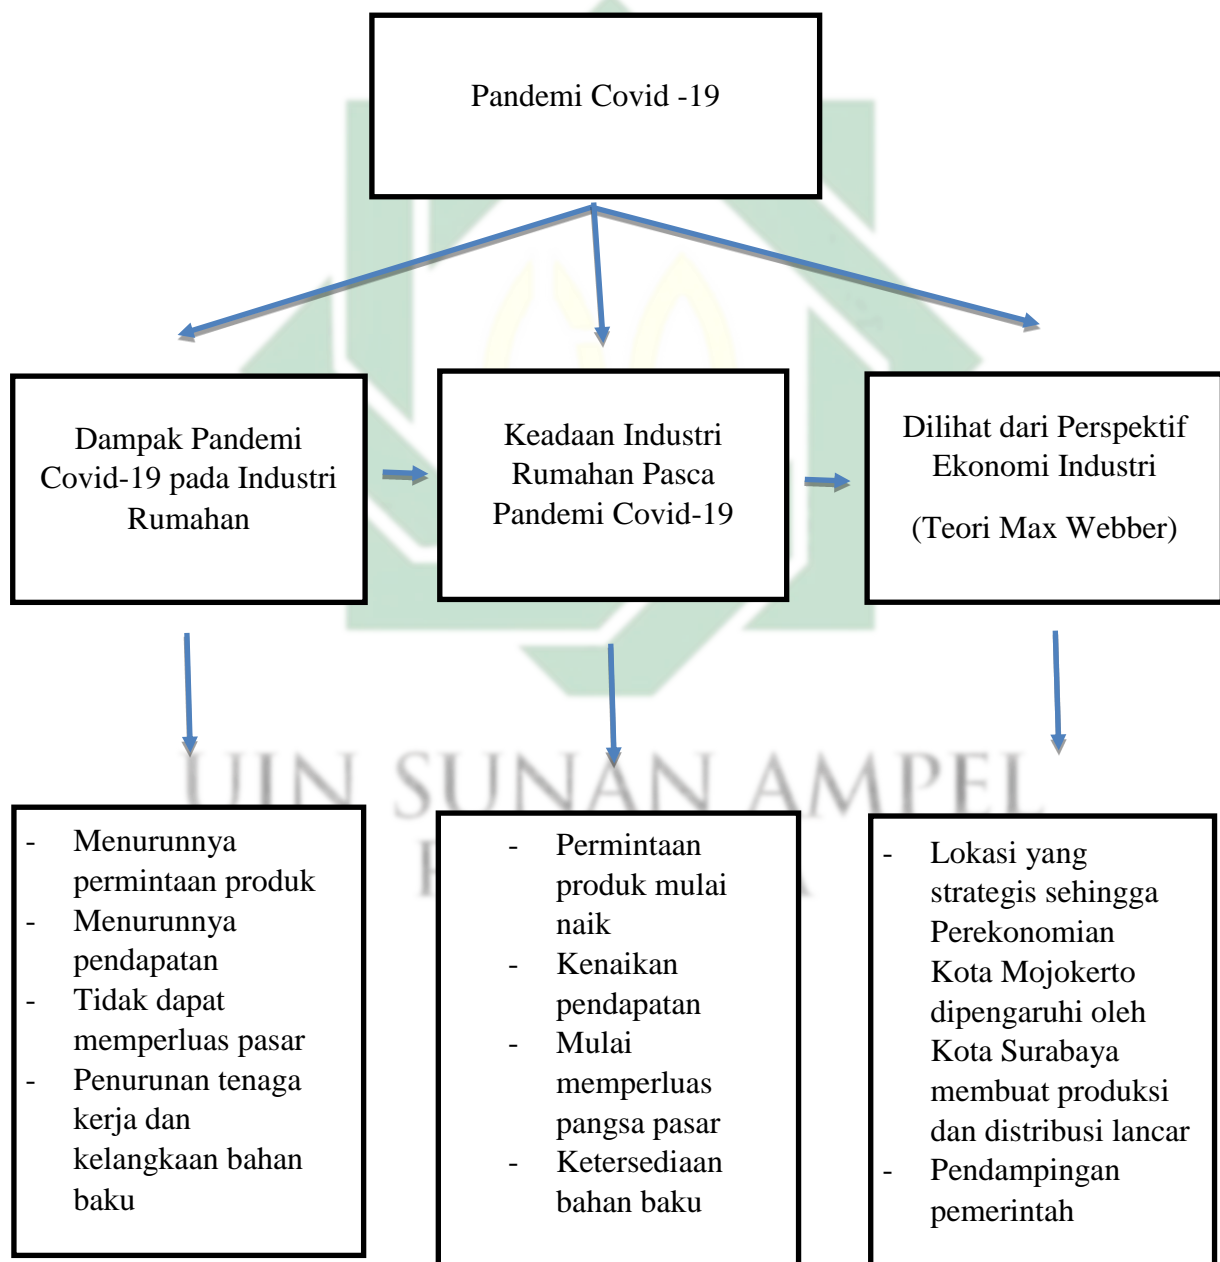 Pandemi Covid -19
Dampak Pandemi
Covid-19 pada Industri
Rumahan
Keadaan Industri
Rumahan Pasca
Pandemi Covid-19
Dilihat dari Perspektif
Ekonomi Industri
(Teori Max Webber)
UIN SUNAN AMPEL
- Menurunnya
permintaan produk
- Menurunnya
pendapatan
- Tidak dapat
memperluas pasar
- Penurunan tenaga
kerja dan
kelangkaan bahan
baku
- Permintaan
produk mulai
naik
- Kenaikan
pendapatan
- Mulai
memperluas
pangsa pasar
- Ketersediaan
bahan baku
- Lokasi yang
strategis sehingga
Perekonomian
Kota Mojokerto
dipengaruhi oleh
Kota Surabaya
membuat produksi
dan distribusi lancar
- Pendampingan
pemerintah